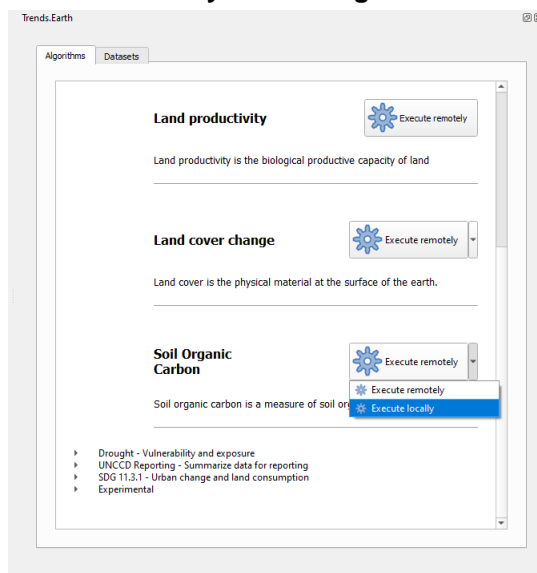 Trends.Earth
Algorithms Datasets
Land productivity
Execute remotely
Land productivity is the biological productive capacity of land
Land cover change
Execute remotely
Land cover is the physical material at the surface of the earth.
Soil Organic
Carbon
Execute remotely
Execute remotely
Execute locally
Soil organic carbon is a measure of soil
Drought - Vulnerability and exposure
UNCCD Reporting - Summarize data for reporting
SDG 11.3.1 - Urban change and land consumption
Experimental